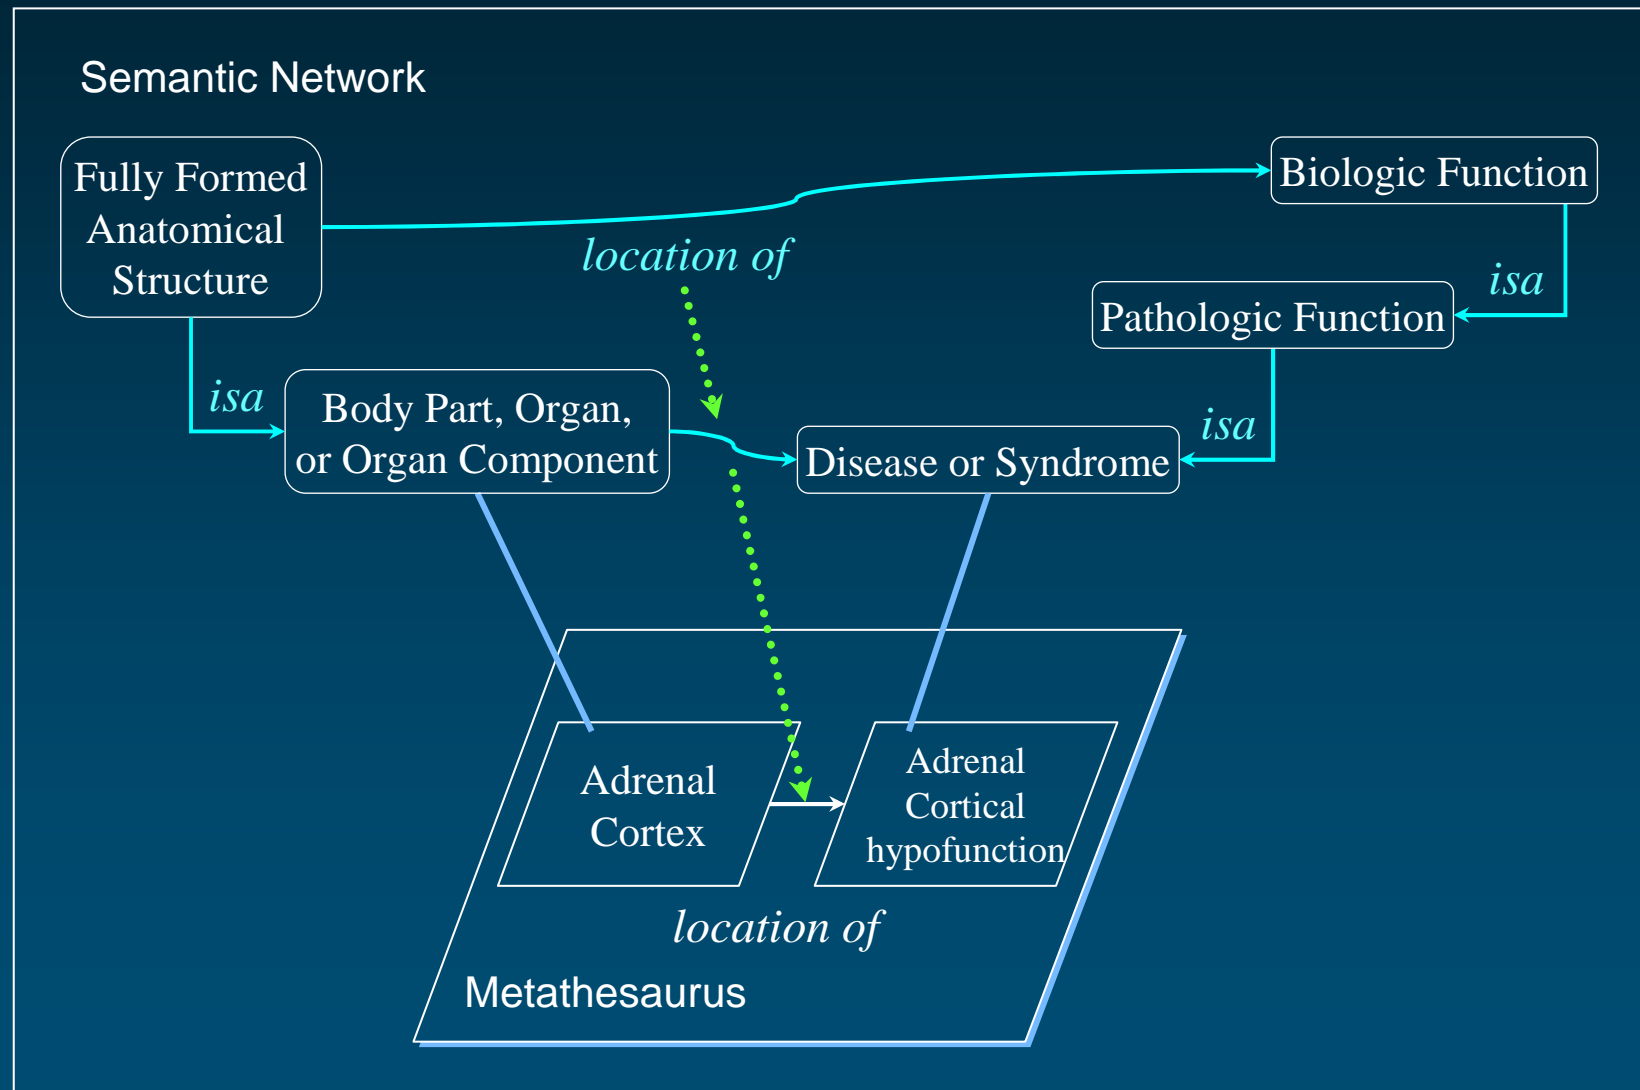 Semantic Network
Fully Formed
Anatomical
Structure
Biologic Function
location of
isa
Pathologic Function
isa
Body Part, Organ,
or Organ Component
isa
Disease or Syndrome
Adrenal
Cortex
Adrenal
Cortical
hypofunction
location of
Metathesaurus